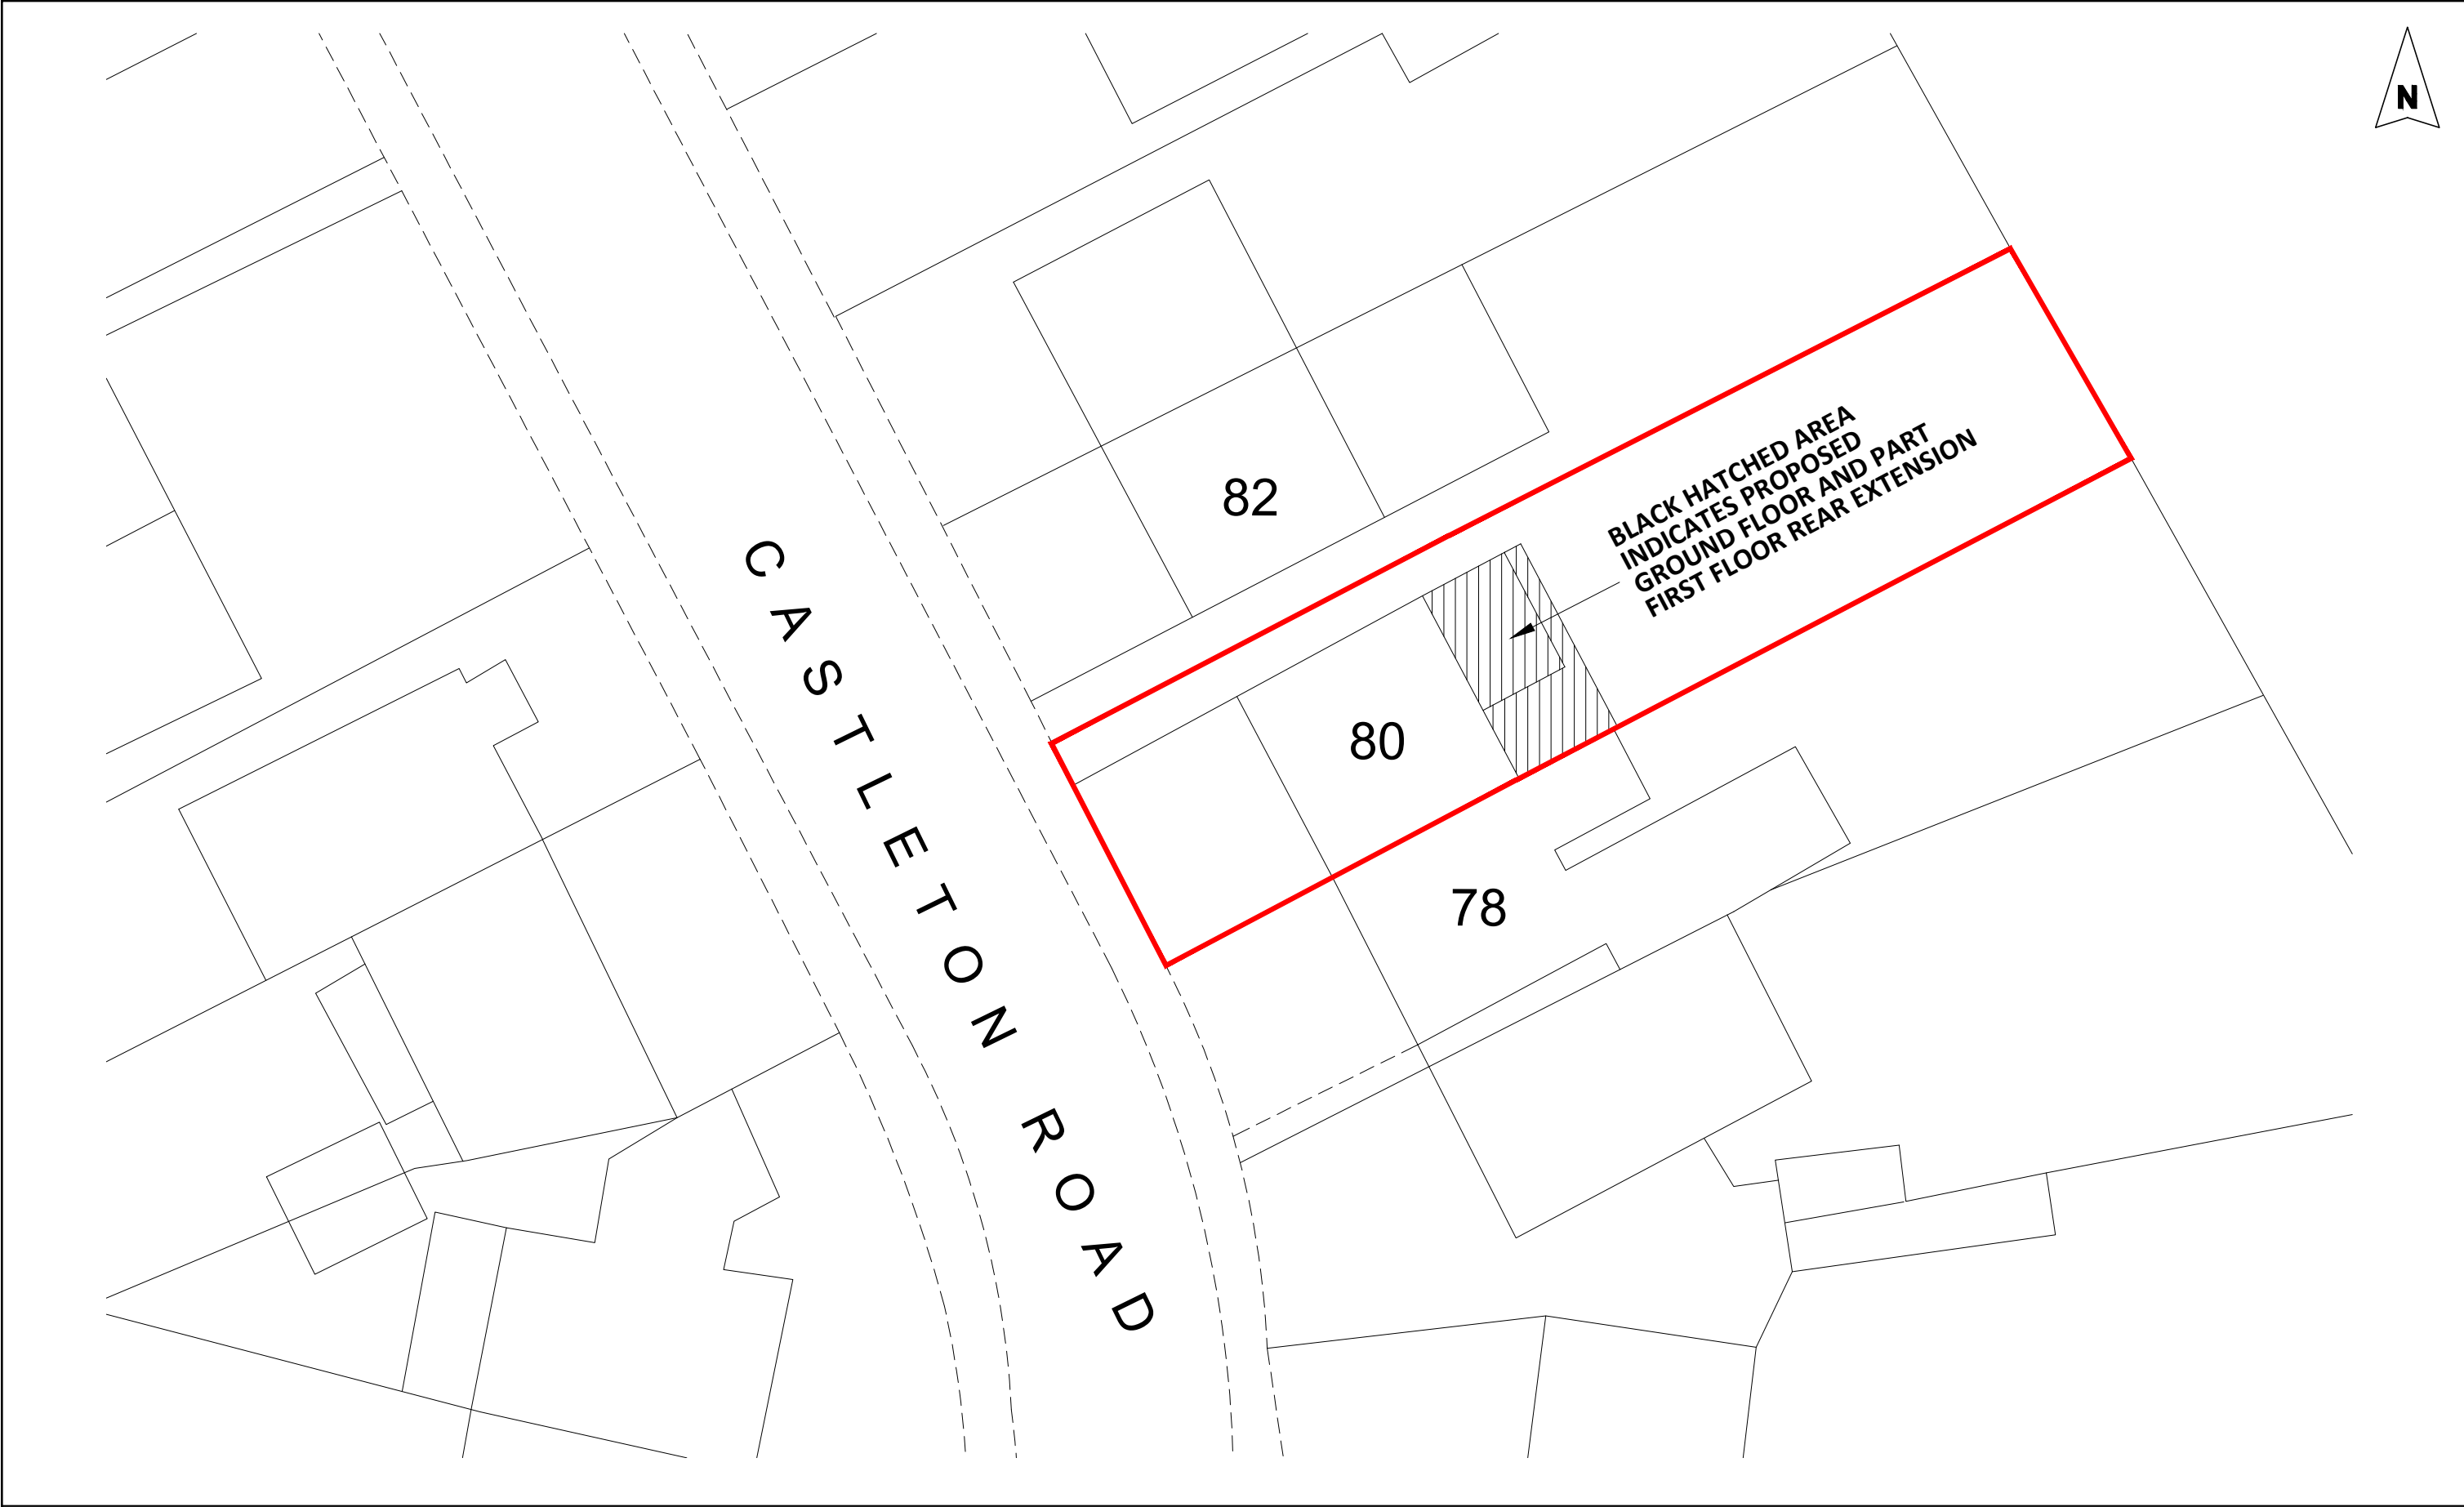 N
BLACK HATCHED AREA
INDICATES PROPOSED
GROUND FLOOR AND PART
FIRST FLOOR REAR EXTENSION
82
80
78
CASTLETON ROAD